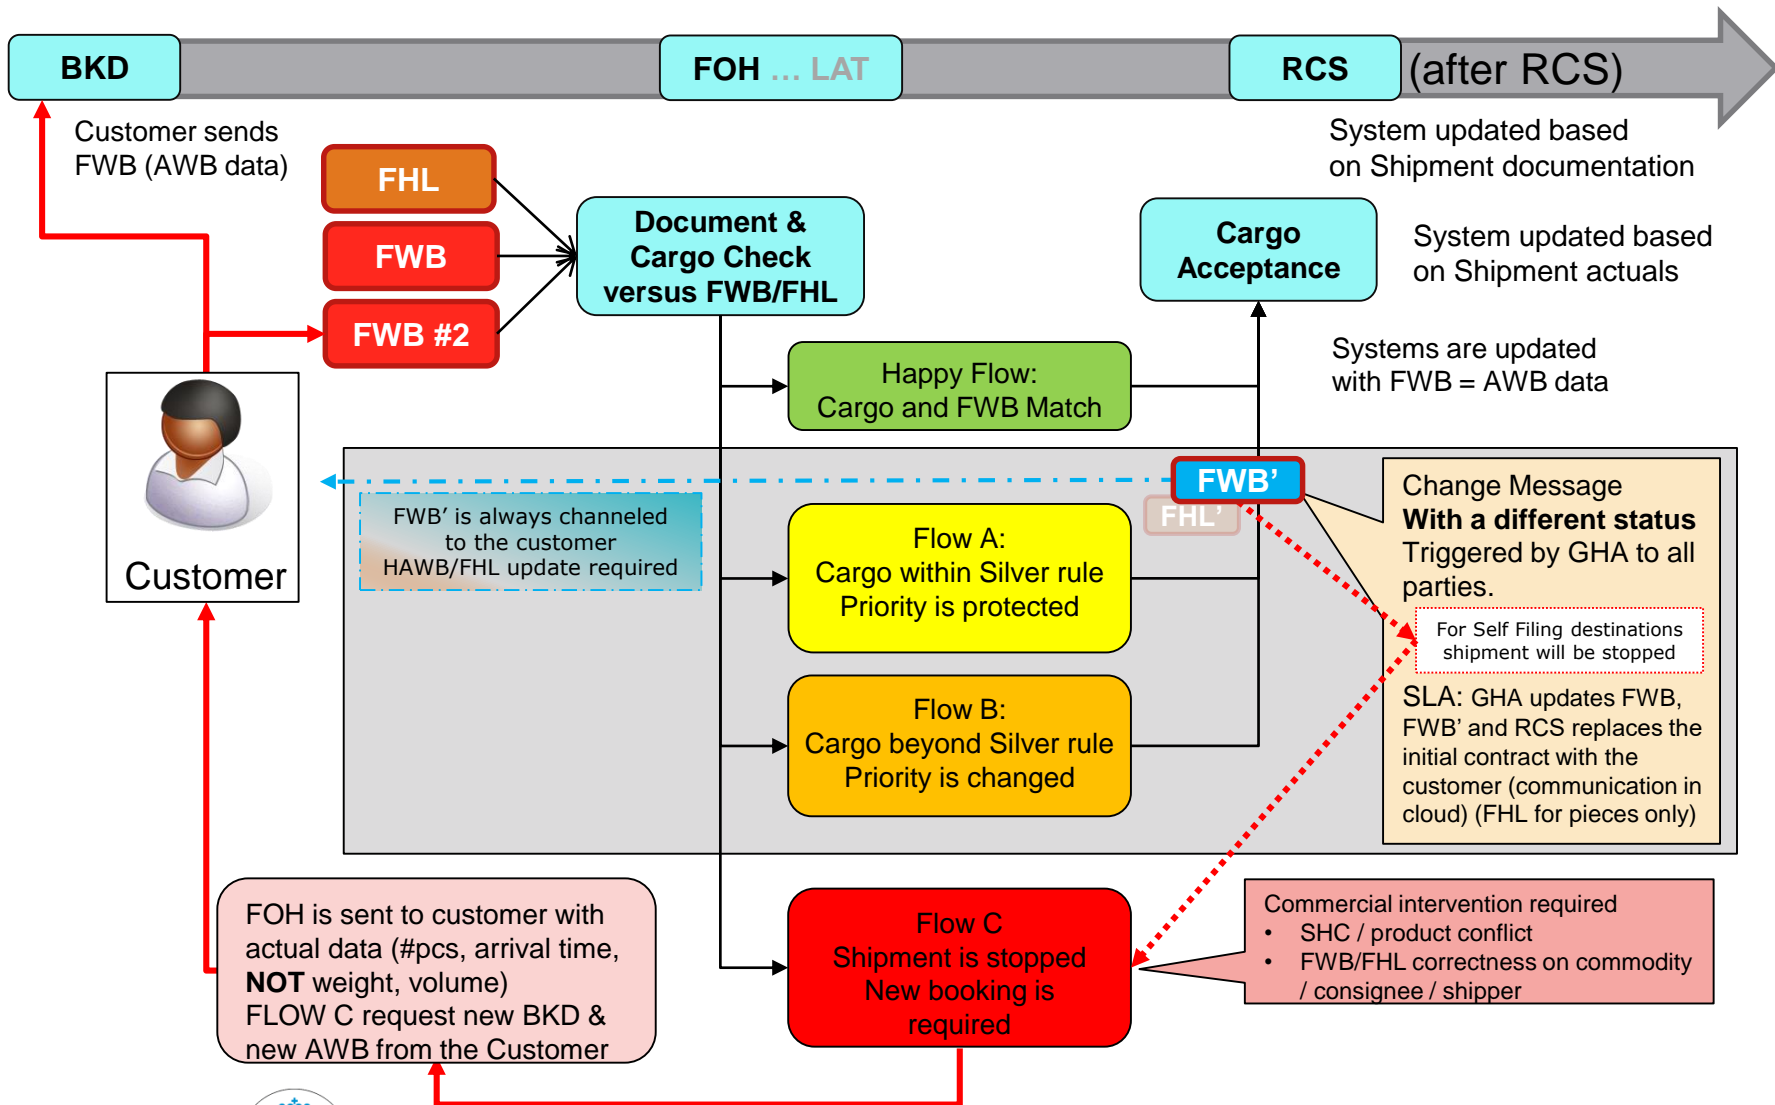 BKD
FOH ... LAT
RCS
(after RCS)
Customer sends
FWB (AWB data)
FHL
FWB
FWB #2
Document &
Cargo Check
versus FWB/FHL
Cargo
Acceptance
System updated based
on Shipment documentation
System updated based
on Shipment actuals
Systems are updated
with FWB = AWB data
Happy Flow:
Cargo and FWB Match
Customer
FWB’ is always channeled
to the customer
HAWB/FHL update required
FWB’
FHL’
Flow A:
Cargo within Silver rule
Priority is protected
Flow B:
Cargo beyond Silver rule
Priority is changed
Change Message
With a different status
Triggered by GHA to all
parties.
For Self Filing destinations
shipment will be stopped
SLA: GHA updates FWB,
FWB’ and RCS replaces the
initial contract with the
customer (communication in
cloud) (FHL for pieces only)
FOH is sent to customer with
actual data (#pcs, arrival time,
NOT weight, volume)
FLOW C request new BKD &
new AWB from the Customer
Flow C
Shipment is stopped
New booking is
required
Commercial intervention required
• SHC / product conflict
• FWB/FHL correctness on commodity
/ consignee / shipper